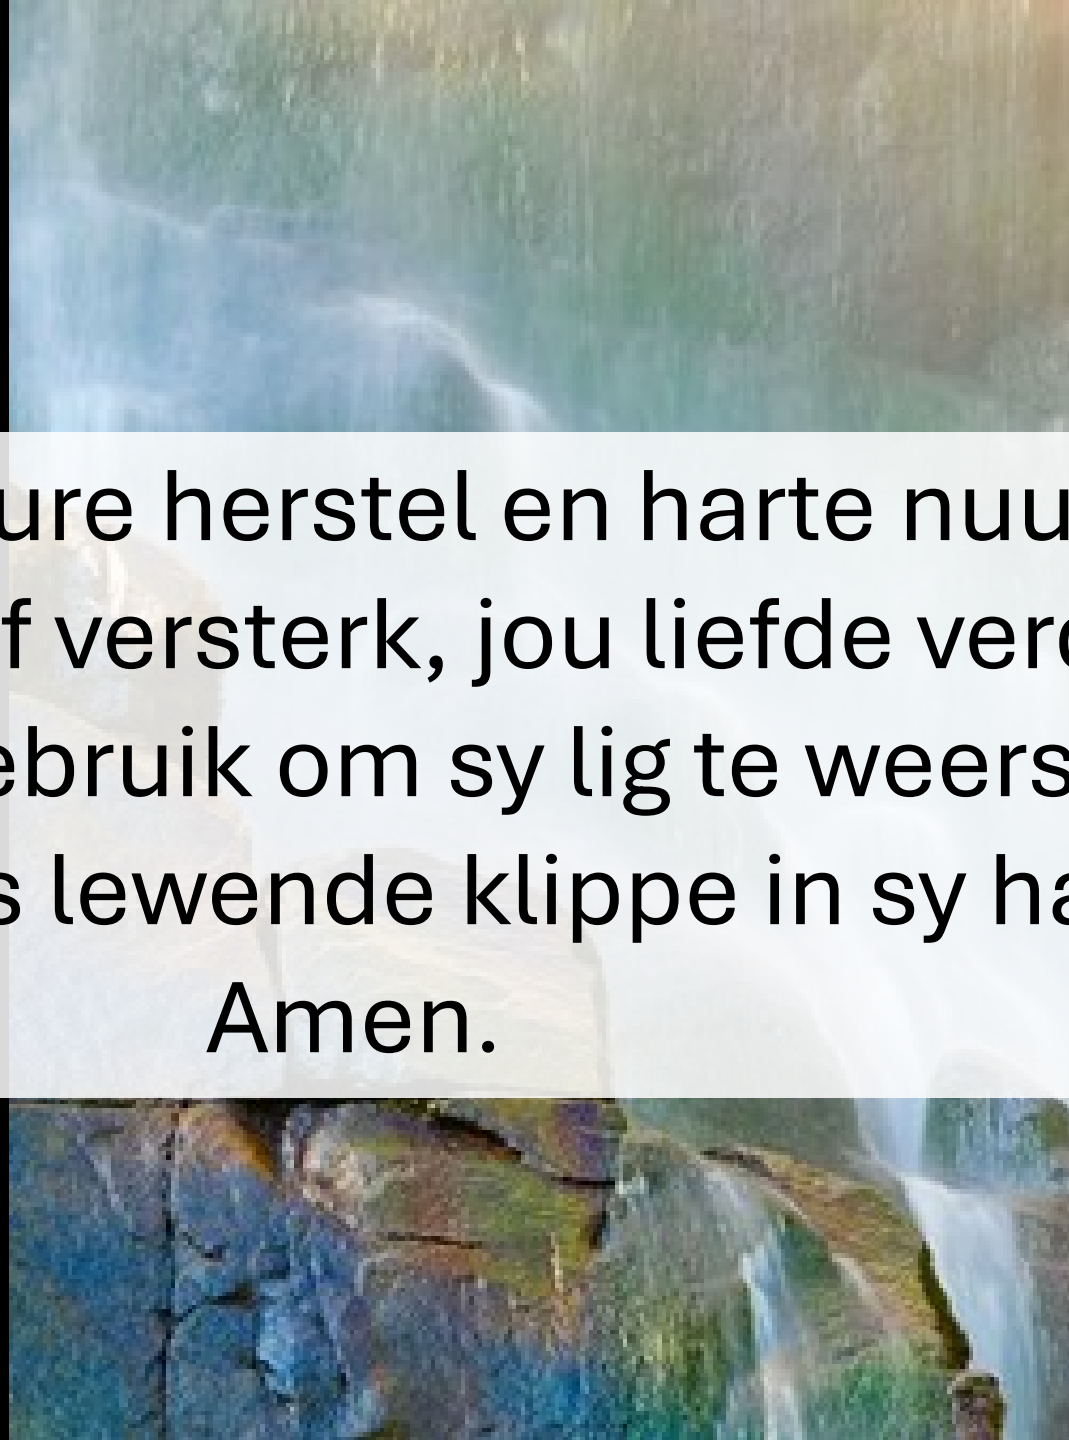 ure herstel en harte nuu
f versterk, jou liefde ver
ebruik om sy lig te weers
s lewende klippe in sy ha
Amen.